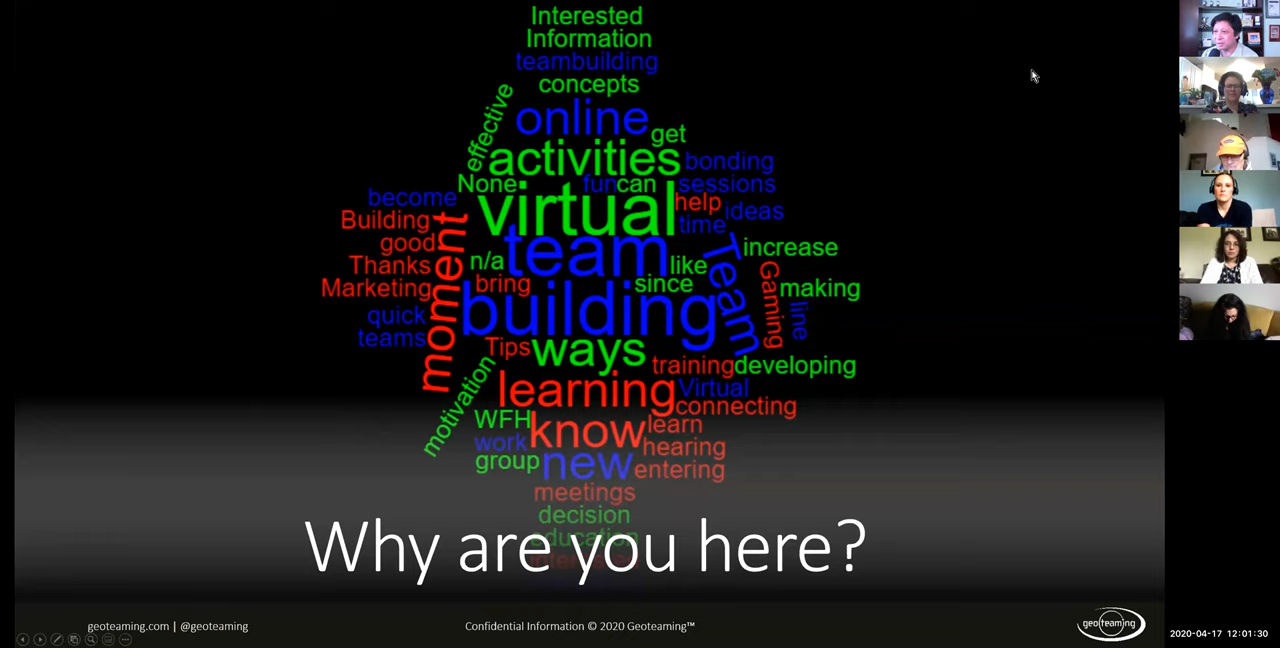 Interested
Information
teambuilding
concepts
effective
online
get
activities
bonding
None
fun
can
sessions
become
virtual
help
ideas
Building
time
moment
good
team
Team
increase
Thanks
n/a
like
Gaming
Marketing
bring
since
making
quick
building
line
teams
Tips
ways
training
developing
motivation
learning
Virtual
connecting
WFH
know
learn
work
hearing
group
new
entering
meetings
decision
education
Why are you here?
geoteaming.com | @geoteaming
Confidential Information © 2020 Geoteaming™
geoteaming
2020-04-17 12:01:30